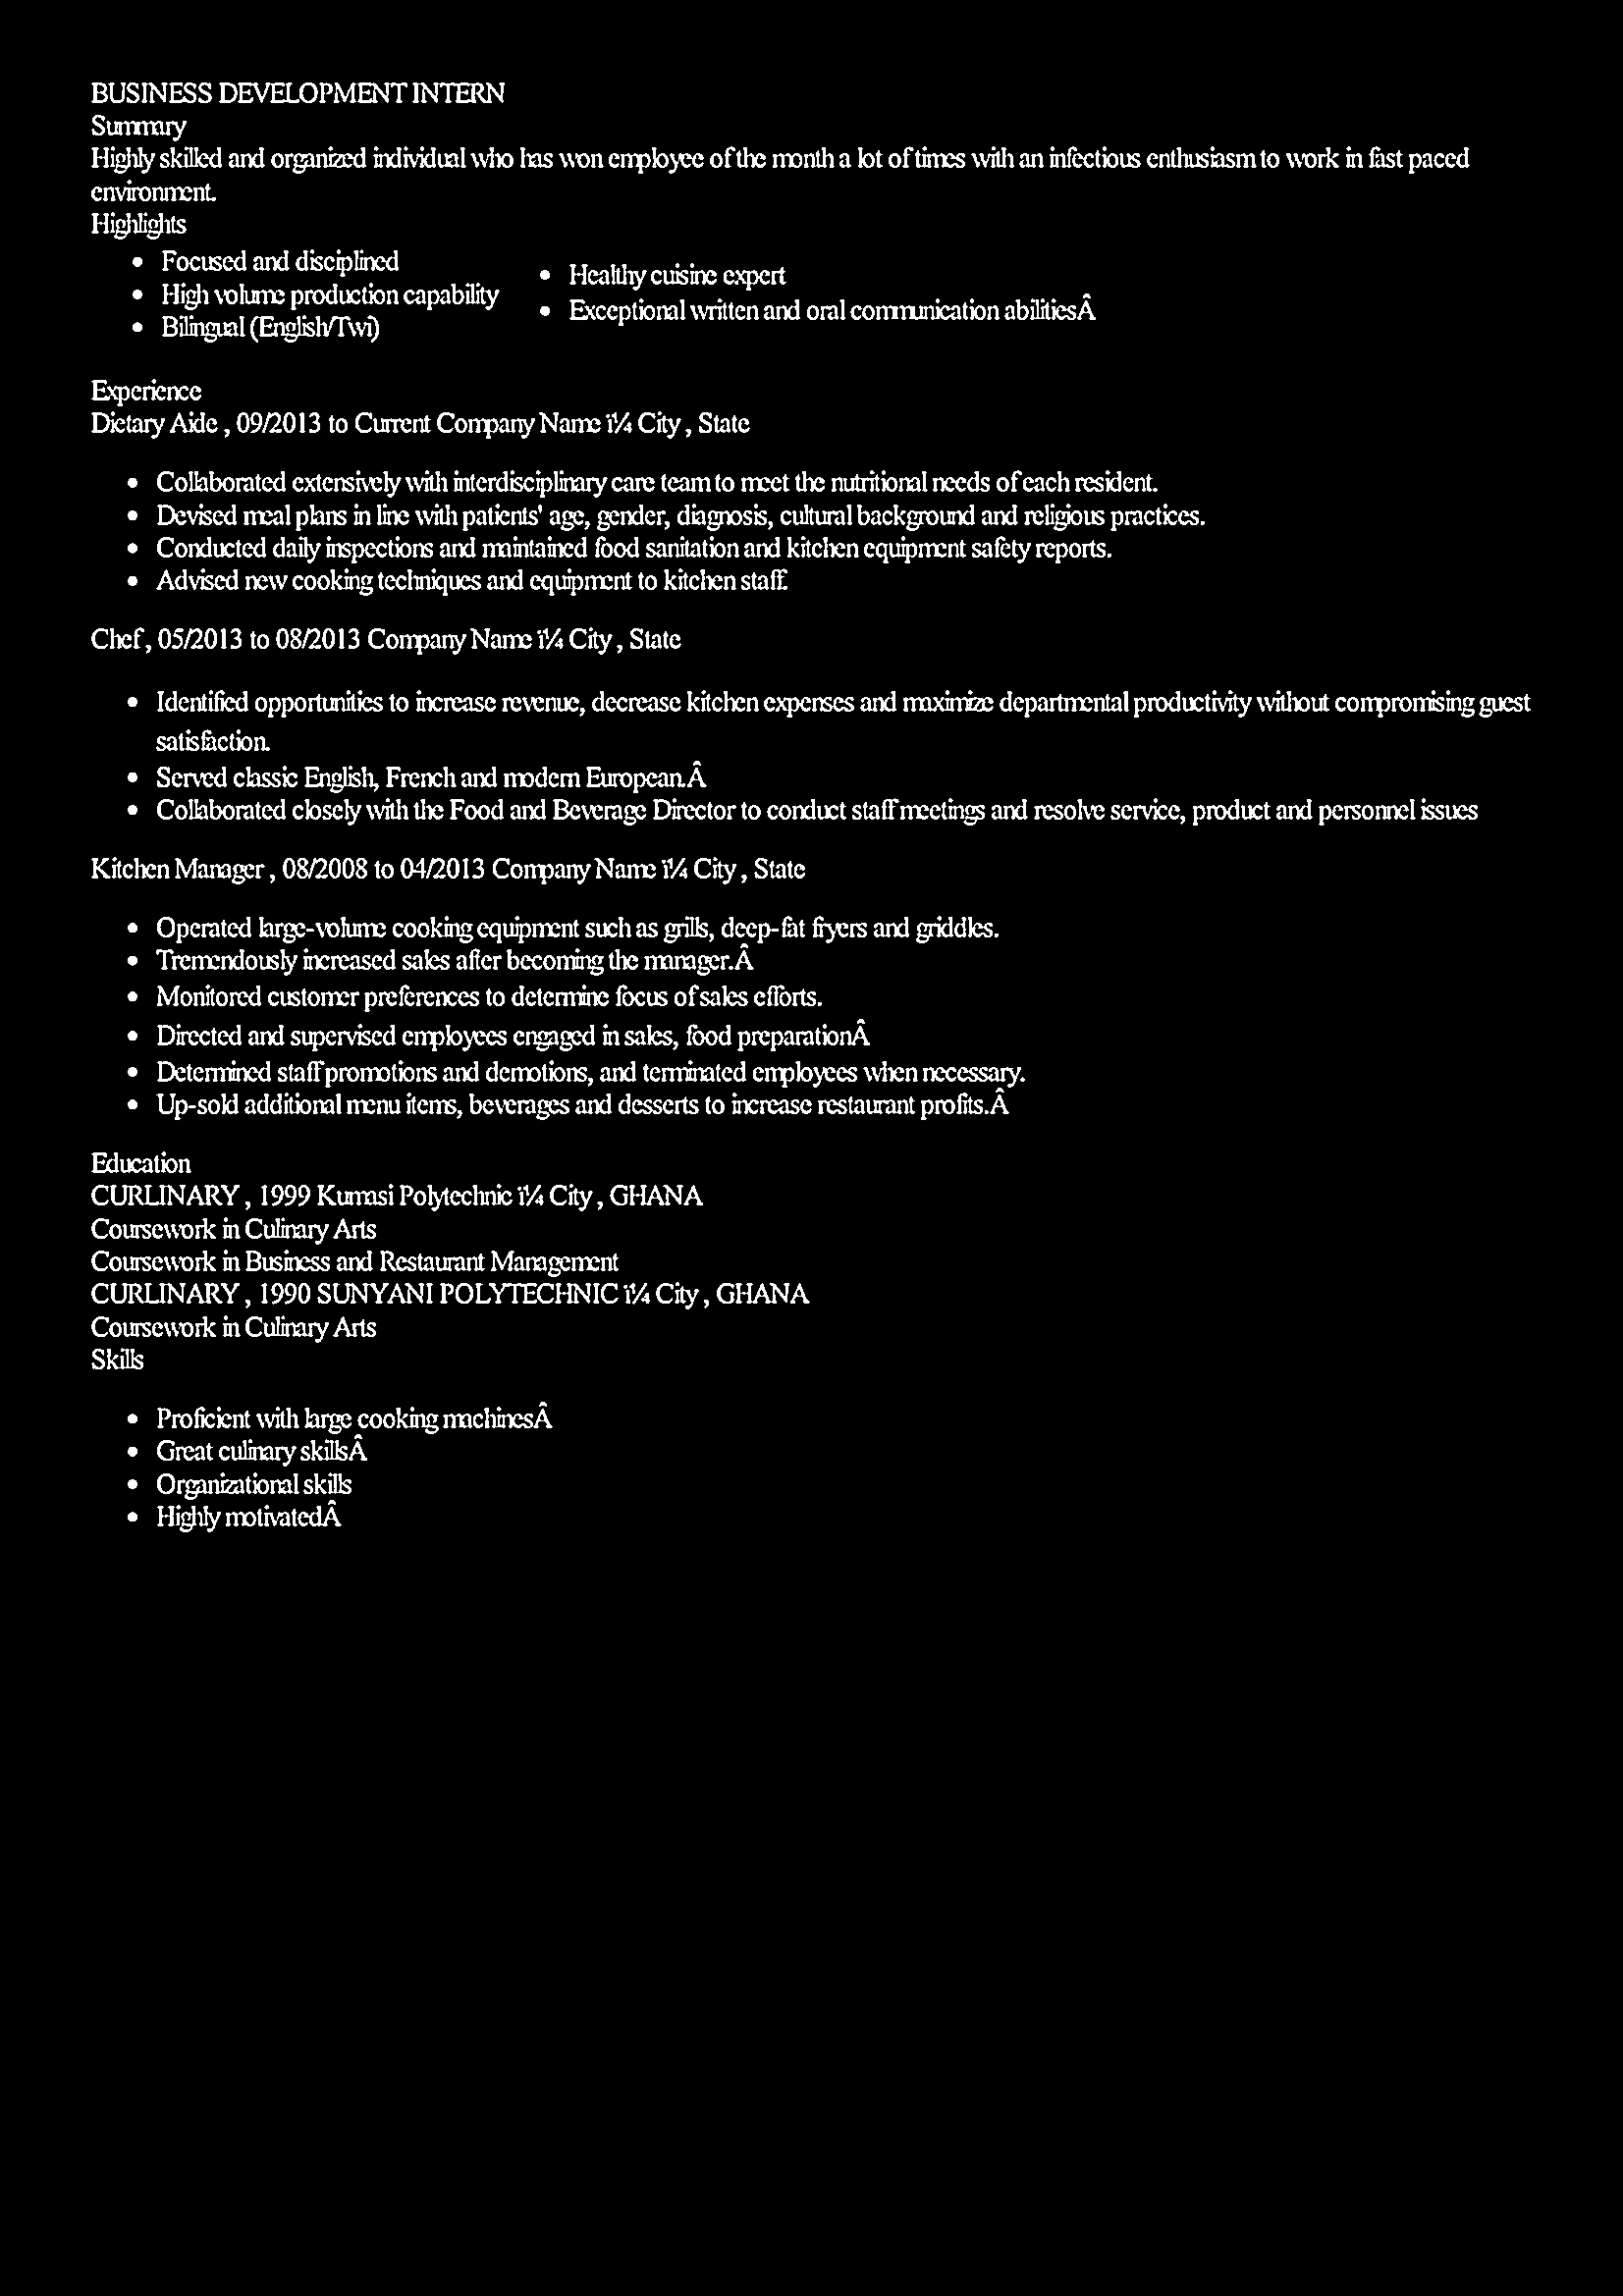 BUSINESS DEVELOPMENT INTERN
Summary
Highly skilled and organized individual who has won employee of the month a lot of times with an infectious enthusiasm to work in fast paced
environment.
Highlights
• Focused and disciplined
• High volume production capability
• Bilingual (English/Twi)
• Healthy cuisine expert
• Exceptional written and oral communication abilitiesÂ
Experience
Dietary Aide , 09/2013 to Current Company Name ï¼ City , State
• Collaborated extensively with interdisciplinary care team to meet the nutritional needs of each resident.
• Devised meal plans in line with patients' age, gender, diagnosis, cultural background and religious practices.
• Conducted daily inspections and maintained food sanitation and kitchen equipment safety reports.
• Advised new cooking techniques and equipment to kitchen staff.
Chef , 05/2013 to 08/2013 Company Name ï¼ City , State
• Identified opportunities to increase revenue, decrease kitchen expenses and maximize departmental productivity without compromising guest
satisfaction.
• Served classic English, French and modern European.Â
• Collaborated closely with the Food and Beverage Director to conduct staff meetings and resolve service, product and personnel issues
Kitchen Manager , 08/2008 to 04/2013 Company Name ï¼ City , State
• Operated large-volume cooking equipment such as grills, deep-fat fryers and griddles.
• Tremendously increased sales after becoming the manager.Â
• Monitored customer preferences to determine focus of sales efforts.
• Directed and supervised employees engaged in sales, food preparationÂ
• Determined staff promotions and demotions, and terminated employees when necessary.
• Up-sold additional menu items, beverages and desserts to increase restaurant profits.Â
Education
CURLINARY , 1999 Kumasi Polytechnic ï¼ City , GHANA
Coursework in Culinary Arts
Coursework in Business and Restaurant Management
CURLINARY , 1990 SUNYANI POLYTECHNIC ï¼ City , GHANA
Coursework in Culinary Arts
Skills
• Proficient with large cooking machinesÂ
• Great culinary skillsÂ
• Organizational skills
• Highly motivatedÂ